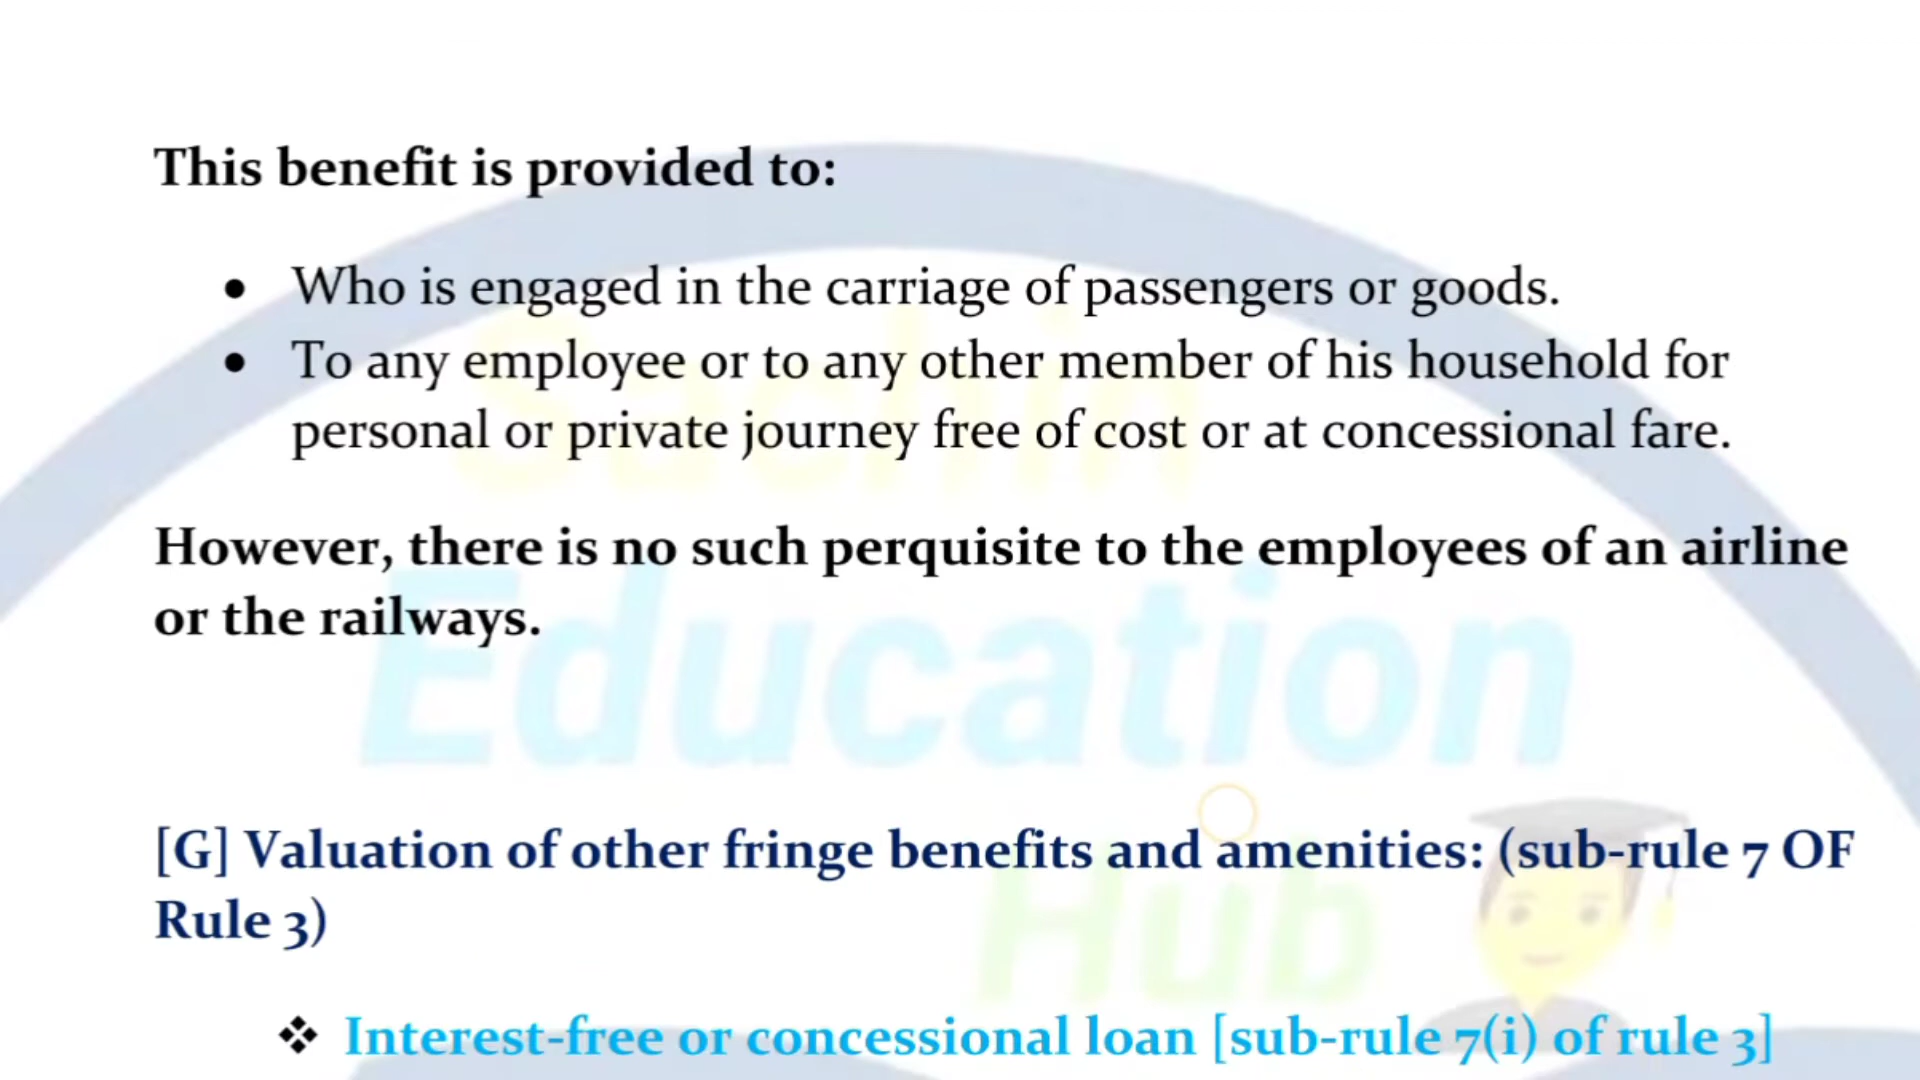 This benefit is provided to:
• Who is engaged in the carriage of passengers or goods.
• To any employee or to any other member of his household for
personal or private journey free of cost or at concessional fare.
However, there is no such perquisite to the employees of an airline
or the railways.
[G] Valuation of other fringe benefits and amenities: (sub-rule 7 OF
Rule 3)
❖ Interest-free or concessional loan [sub-rule 7(i) of rule 3]
Sachin
Education
Hub